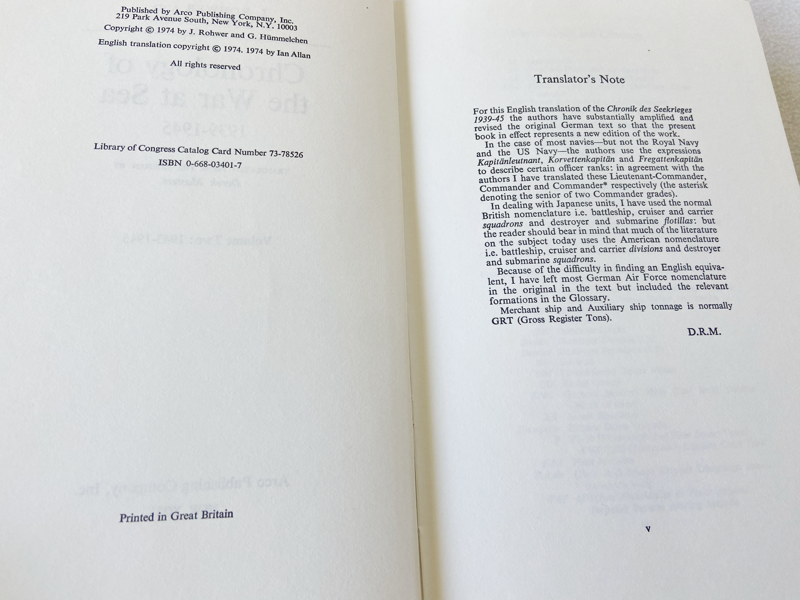 Published by Arco Publishing Company, Inc.
219 Park Avenue South, New York, N.Y. 10003
Copyright © 1974 by J. Rohwer and G. Hümmelchen
English translation copyright © 1974. 1974 by Ian Allan
All rights reserved
Library of Congress Catalog Card Number 73-78526
ISBN 0-668-03401-7
Printed in Great Britain
Translator's Note
For this English translation of the Chronik des Seekrieges
1939-45 the authors have substantially amplified and
revised the original German text so that the present
book in effect represents a new edition of the work.
In the case of most navies—but not the Royal Navy
and the US Navy—the authors use the expressions
Kapitänleutnant, Korvettenkapitän and Fregattenkapitän
to describe certain officer ranks: in agreement with the
authors I have translated these Lieutenant-Commander,
Commander and Commander* respectively (the asterisk
denoting the senior of two Commander grades).
In dealing with Japanese units, I have used the normal
British nomenclature i.e. battleship, cruiser and carrier
squadrons and destroyer and submarine flotillas: but
the reader should bear in mind that much of the literature
on the subject today uses the American nomenclature
i.e. battleship, cruiser and carrier divisions and destroyer
and submarine squadrons.
Because of the difficulty in finding an English equiva-
lent, I have left most German Air Force nomenclature
in the original in the text but included the relevant
formations in the Glossary.
Merchant ship and Auxiliary ship tonnage is normally
GRT (Gross Register Tons).
D.R.M.
v